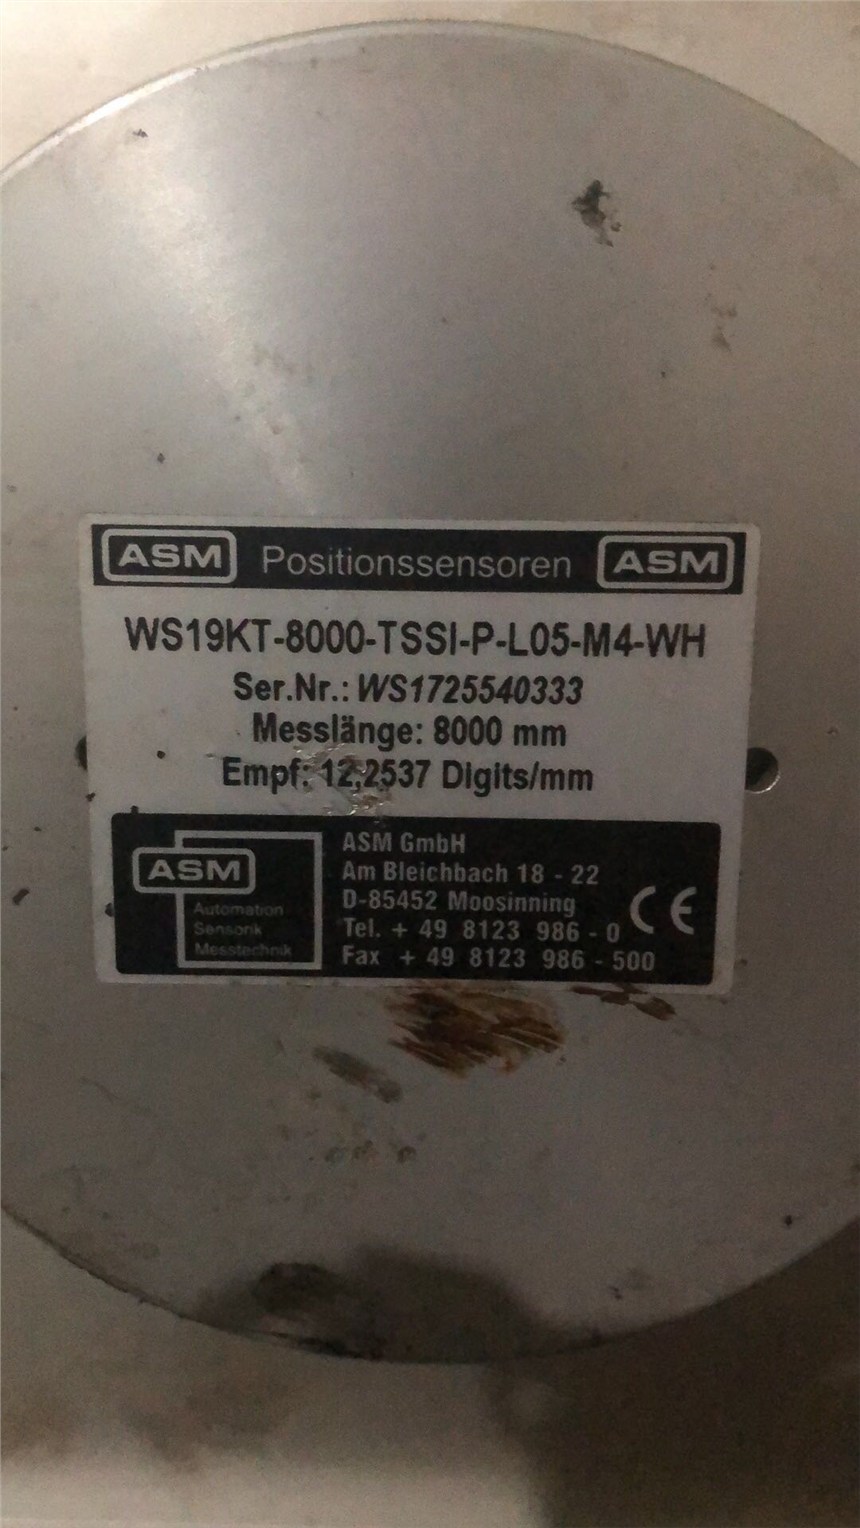 ASM Positionssensoren ASM
WS19KT-8000-TSSI-P-L05-M4-WH
Ser.Nr.: WS1725540333
Messlänge: 8000 mm
Empf: 12,2537 Digits/mm
ASM
Automation
Sensorik
Messtechnik
ASM GmbH
Am Bleichbach 18 - 22
D-85452 Moosinning
Tel. + 49 8123 986 - 0
Fax + 49 8123 986 - 500
CE